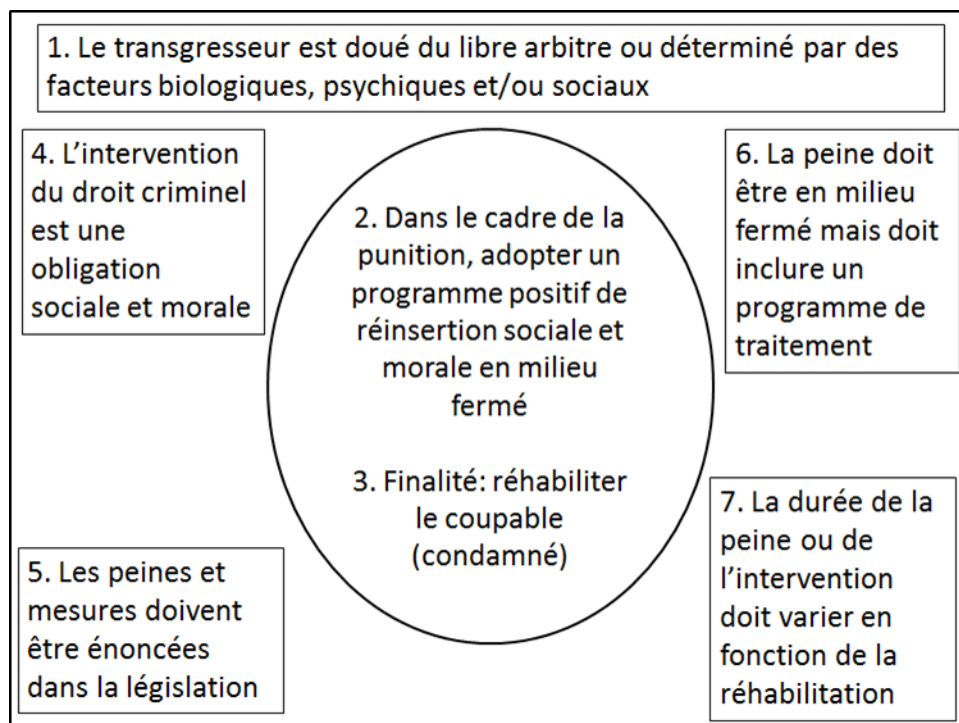 1. Le transgresseur est doué du libre arbitre ou déterminé par des
facteurs biologiques, psychiques et/ou sociaux
2. Dans le cadre de la
punition, adopter un
programme positif de
réinsertion sociale et
morale en milieu
fermé
3. Finalité: réhabiliter
le coupable
(condamné)
4. L’intervention
du droit criminel
est une
obligation
sociale et morale
5. Les peines et
mesures doivent
être énoncées
dans la législation
6. La peine doit
être en milieu
fermé mais doit
inclure un
programme de
traitement
7. La durée de la
peine ou de
l’intervention
doit varier en
fonction de la
réhabilitation